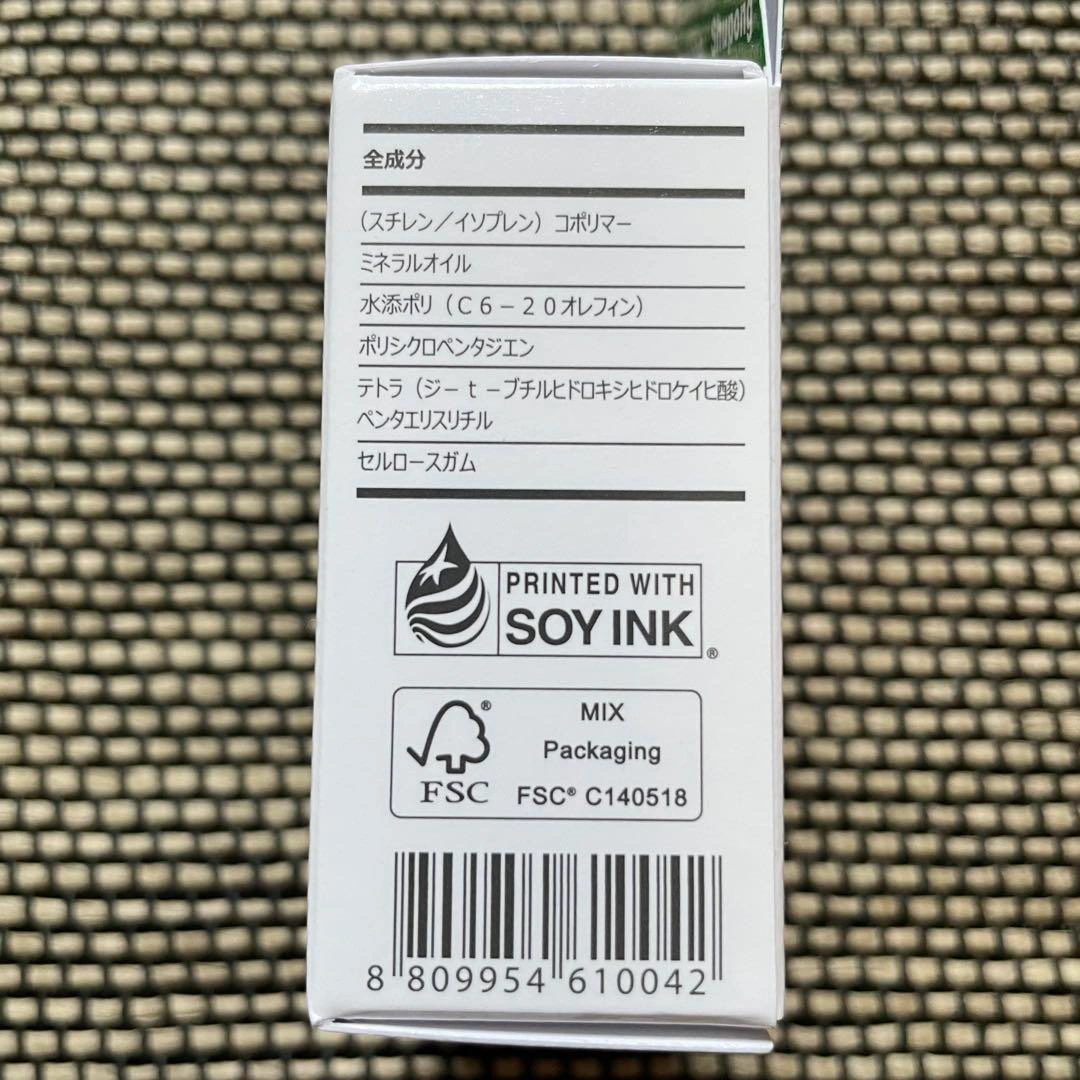 Shupong
全成分
(スチレン／イソプレン) コポリマー
ミネラルオイル
水添ポリ (Ｃ６－２０オレフィン)
ポリシクロペンタジエン
テトラ (ジ－ｔ－ブチルヒドロキシヒドロケイヒ酸)
ペンタエリスリチル
セルロースガム
PRINTED WITH
SOY INK ®
® MIX
Packaging
FSC FSC® C140518
8 809954 610042